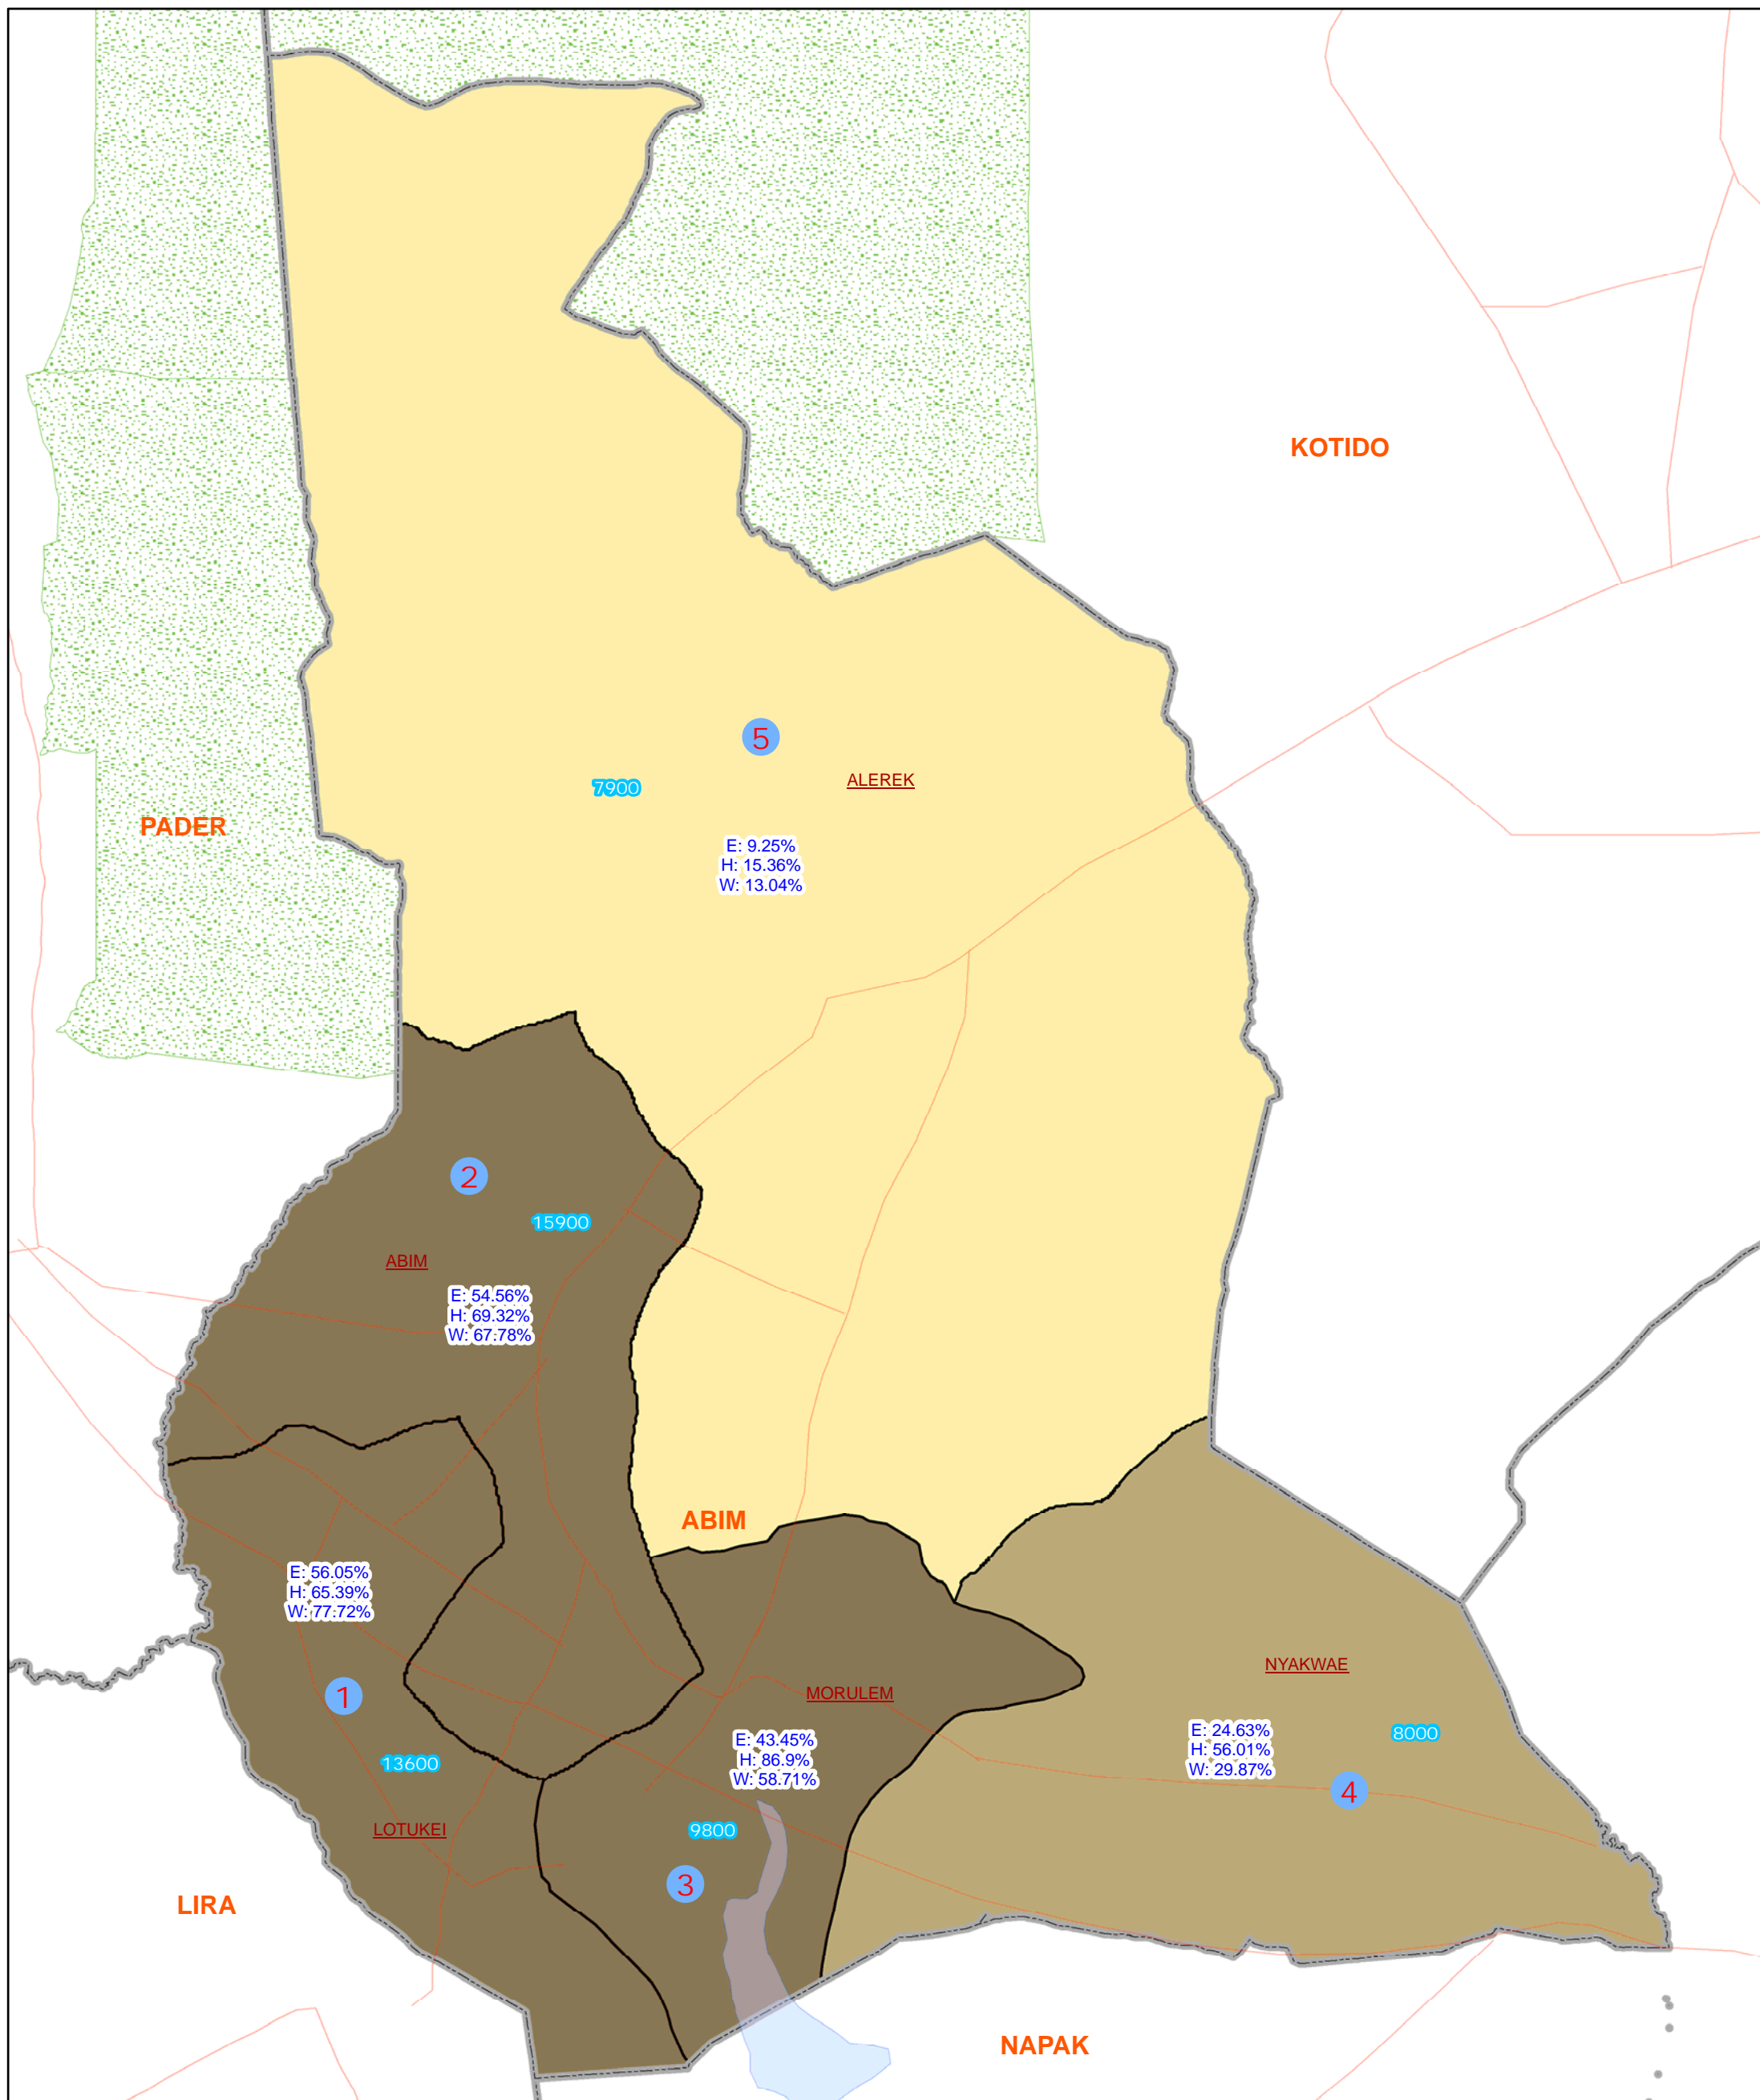 KOTIDO
5
ALEREK
7900
PADER
E: 9.25%
H: 15.36%
W: 13.04%
2
15900
ABIM
E: 54.56%
H: 69.32%
W: 67.78%
ABIM
E: 56.05%
H: 65.39%
W: 77.72%
NYAKWAE
1
MORULEM
E: 24.63%
H: 56.01%
W: 29.87%
8000
E: 43.45%
H: 86.9%
W: 58.71%
13600
4
LOTUKEI
9800
3
LIRA
NAPAK